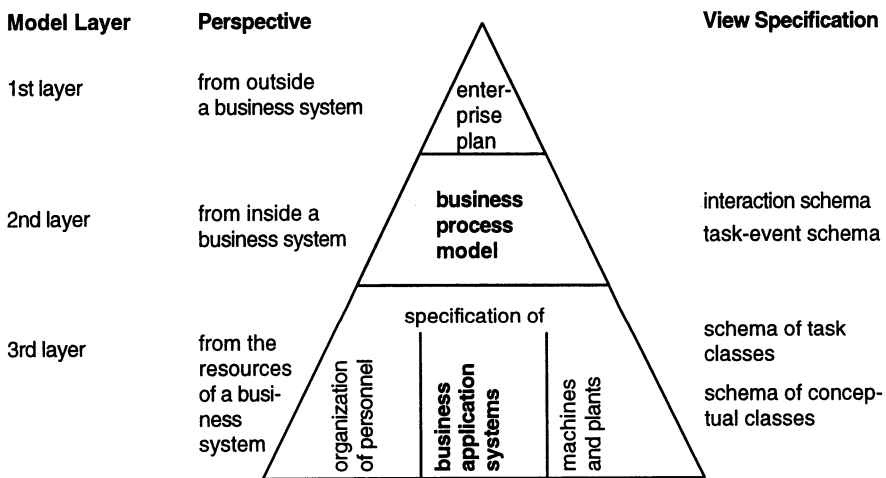 Model Layer
Perspective
View Specification
1st layer
from outside
a business system
enter-
prise
plan
2nd layer
from inside a
business system
business
process
model
interaction schema
task-event schema
3rd layer
from the
resources
of a busi-
ness
system
specification of
organization
of personnel
business
application
systems
machines
and plants
schema of task
classes
schema of concep-
tual classes